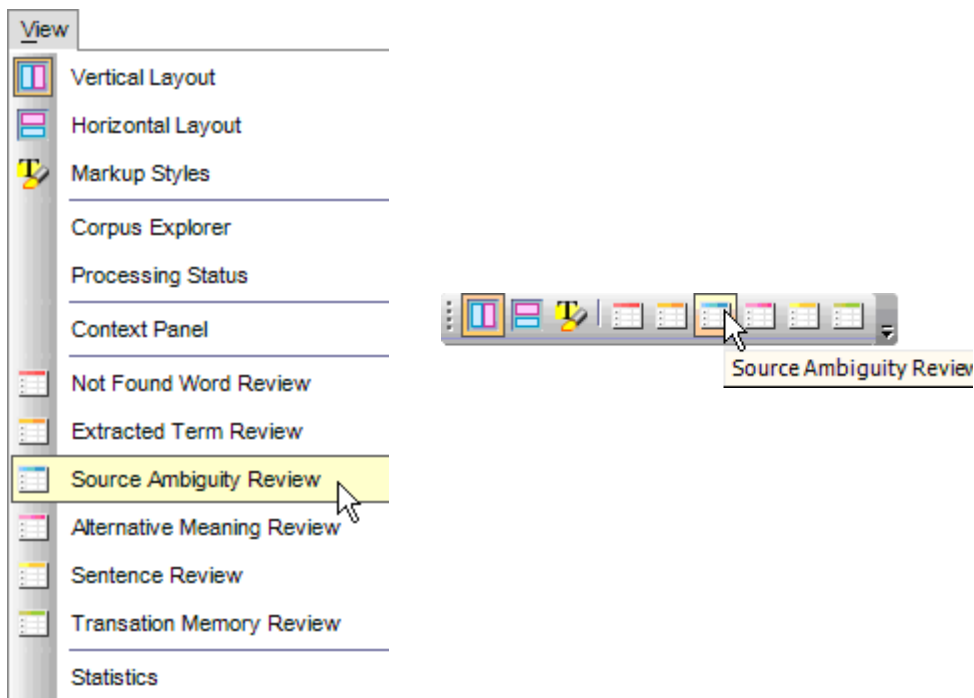 View
Vertical Layout
Horizontal Layout
Markup Styles
Corpus Explorer
Processing Status
Context Panel
Not Found Word Review
Extracted Term Review
Source Ambiguity Review
Alternative Meaning Review
Sentence Review
Transation Memory Review
Statistics
Source Ambiguity Review